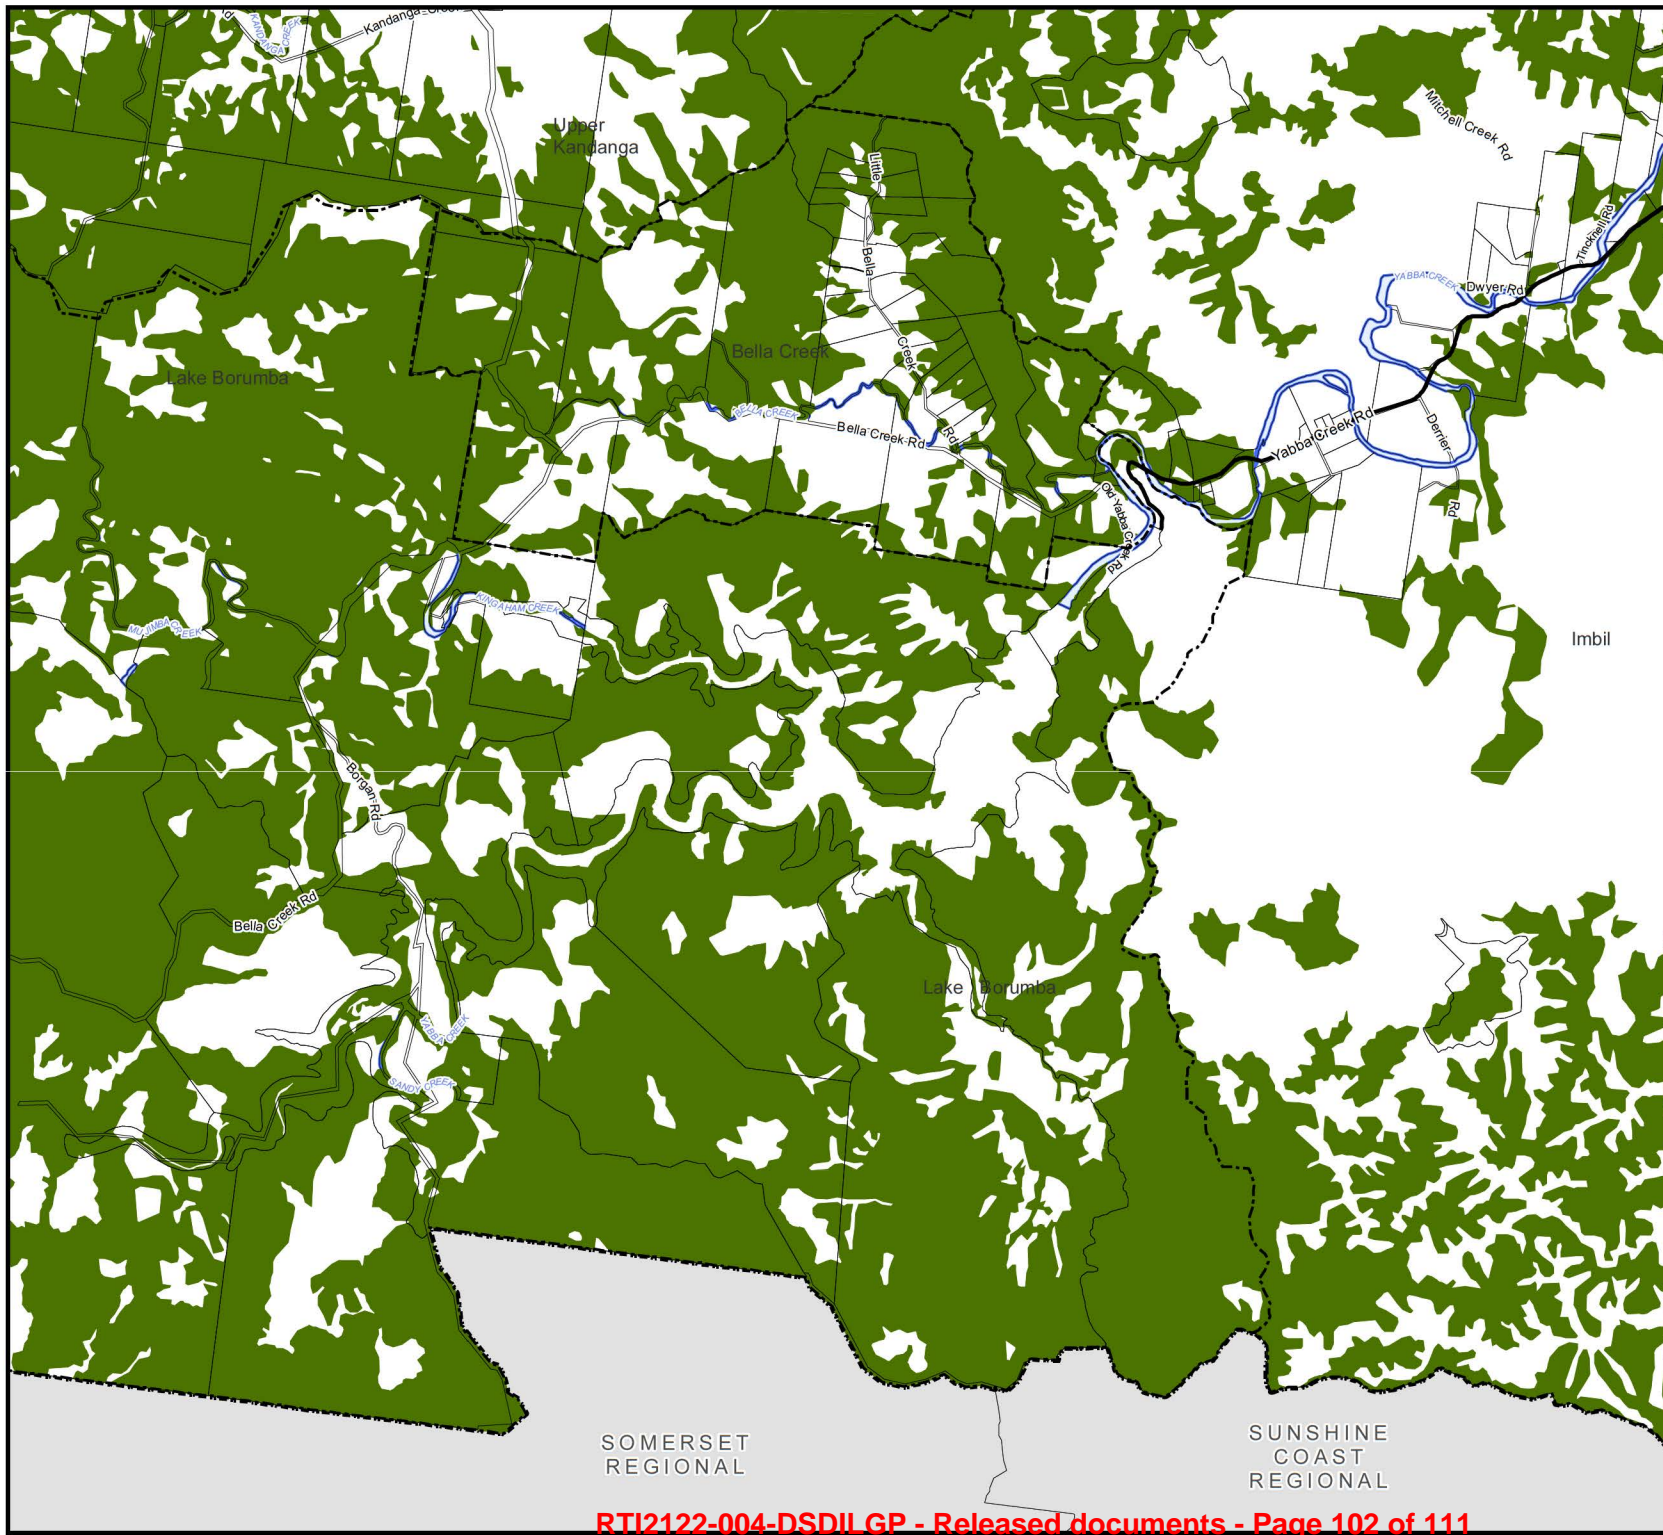 Rd
KANDANGA
CREEK
Kandanga-Creek
Mitchell Creek Rd
Upper
Kandanga
Little
Bella
Creek
Rd
Tincknell Rd
YABBA CREEK
Dwyer Rd
Bella Creek
Lake Borumba
BELLA CREEK
Bella Creek Rd
Yabba Creek Rd
Derrier
Rd
Old Yabba Creek
Rd
KINGAHAM CREEK
MUJIMBA CREEK
Imbil
Borgan Rd
Bella Creek Rd
Lake Borumba
YABBA CREEK
SANDY CREEK
SOMERSET
REGIONAL
SUNSHINE
COAST
REGIONAL
RTI2122-004-DSDILGP - Released documents - Page 102 of 111